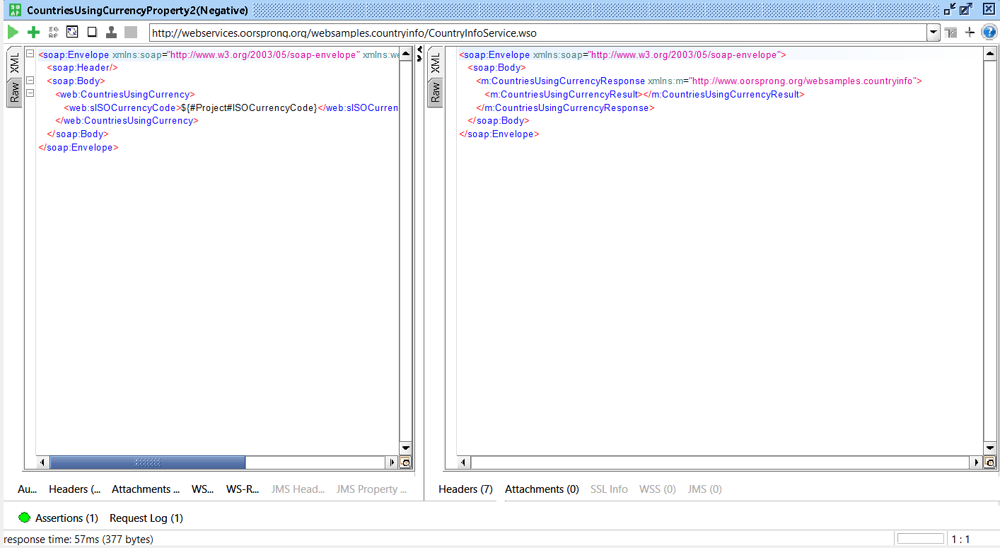 CountriesUsingCurrencyProperty2(Negative)
http://webservices.oorsprong.org/websamples.countryinfo/CountryInfoService.wso
XML
Raw
<soap:Envelope xmlns:soap="http://www.w3.org/2003/05/soap-envelope" xmlns:we
<soap:Header/>
<soap:Body>
<web:CountriesUsingCurrency>
<web:sISOCurrencyCode>${#Project#ISOCurrencyCode}</web:sISOCurren
</web:CountriesUsingCurrency>
</soap:Body>
</soap:Envelope>
XML
Raw
<soap:Envelope xmlns:soap="http://www.w3.org/2003/05/soap-envelope">
<soap:Body>
<m:CountriesUsingCurrencyResponse xmlns:m="http://www.oorsprong.org/websamples.countryinfo">
<m:CountriesUsingCurrencyResult></m:CountriesUsingCurrencyResult>
</m:CountriesUsingCurrencyResponse>
</soap:Body>
</soap:Envelope>
Au... Headers (... Attachments ... WS... WS-R... JMS Head... JMS Property ...
Headers (7) Attachments (0) SSL Info WSS (0) JMS (0)
Assertions (1) Request Log (1)
response time: 57ms (377 bytes)
1 : 1